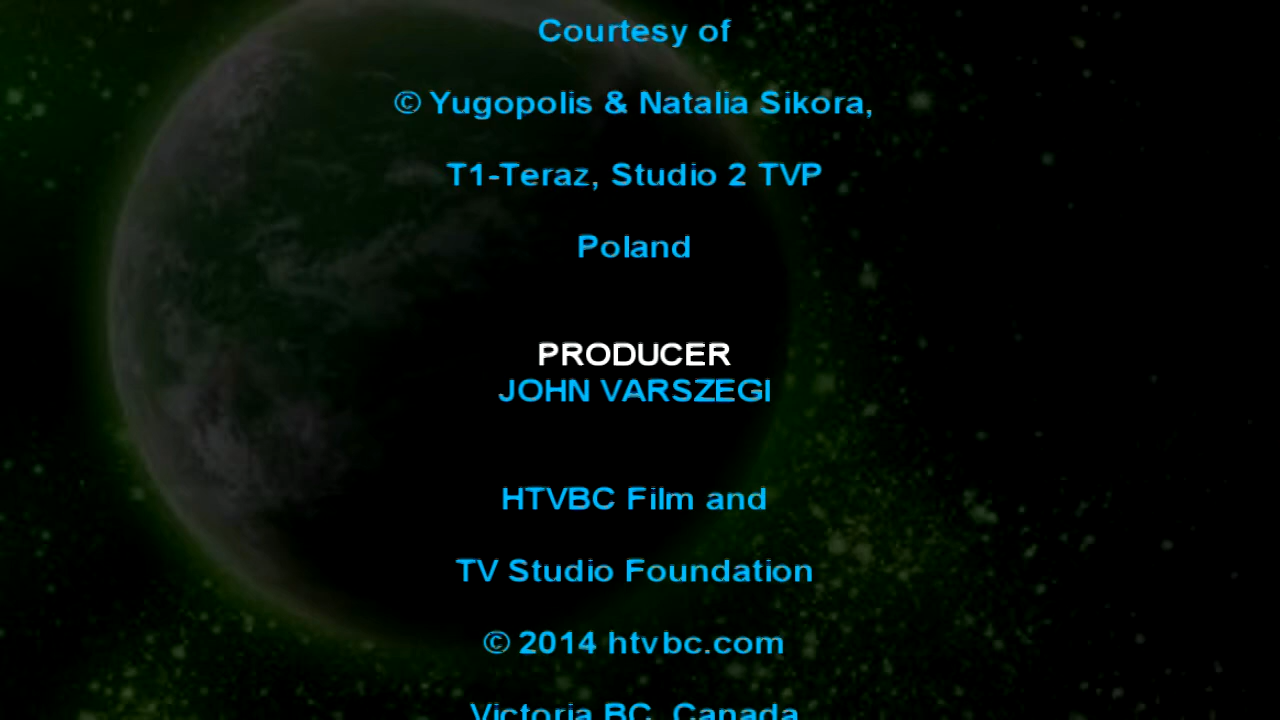 Courtesy of
© Yugopolis & Natalia Sikora,
T1-Teraz, Studio 2 TVP
Poland
PRODUCER
JOHN VARSZEGI
HTVBC Film and
TV Studio Foundation
© 2014 htvbc.com
Victoria BC, Canada